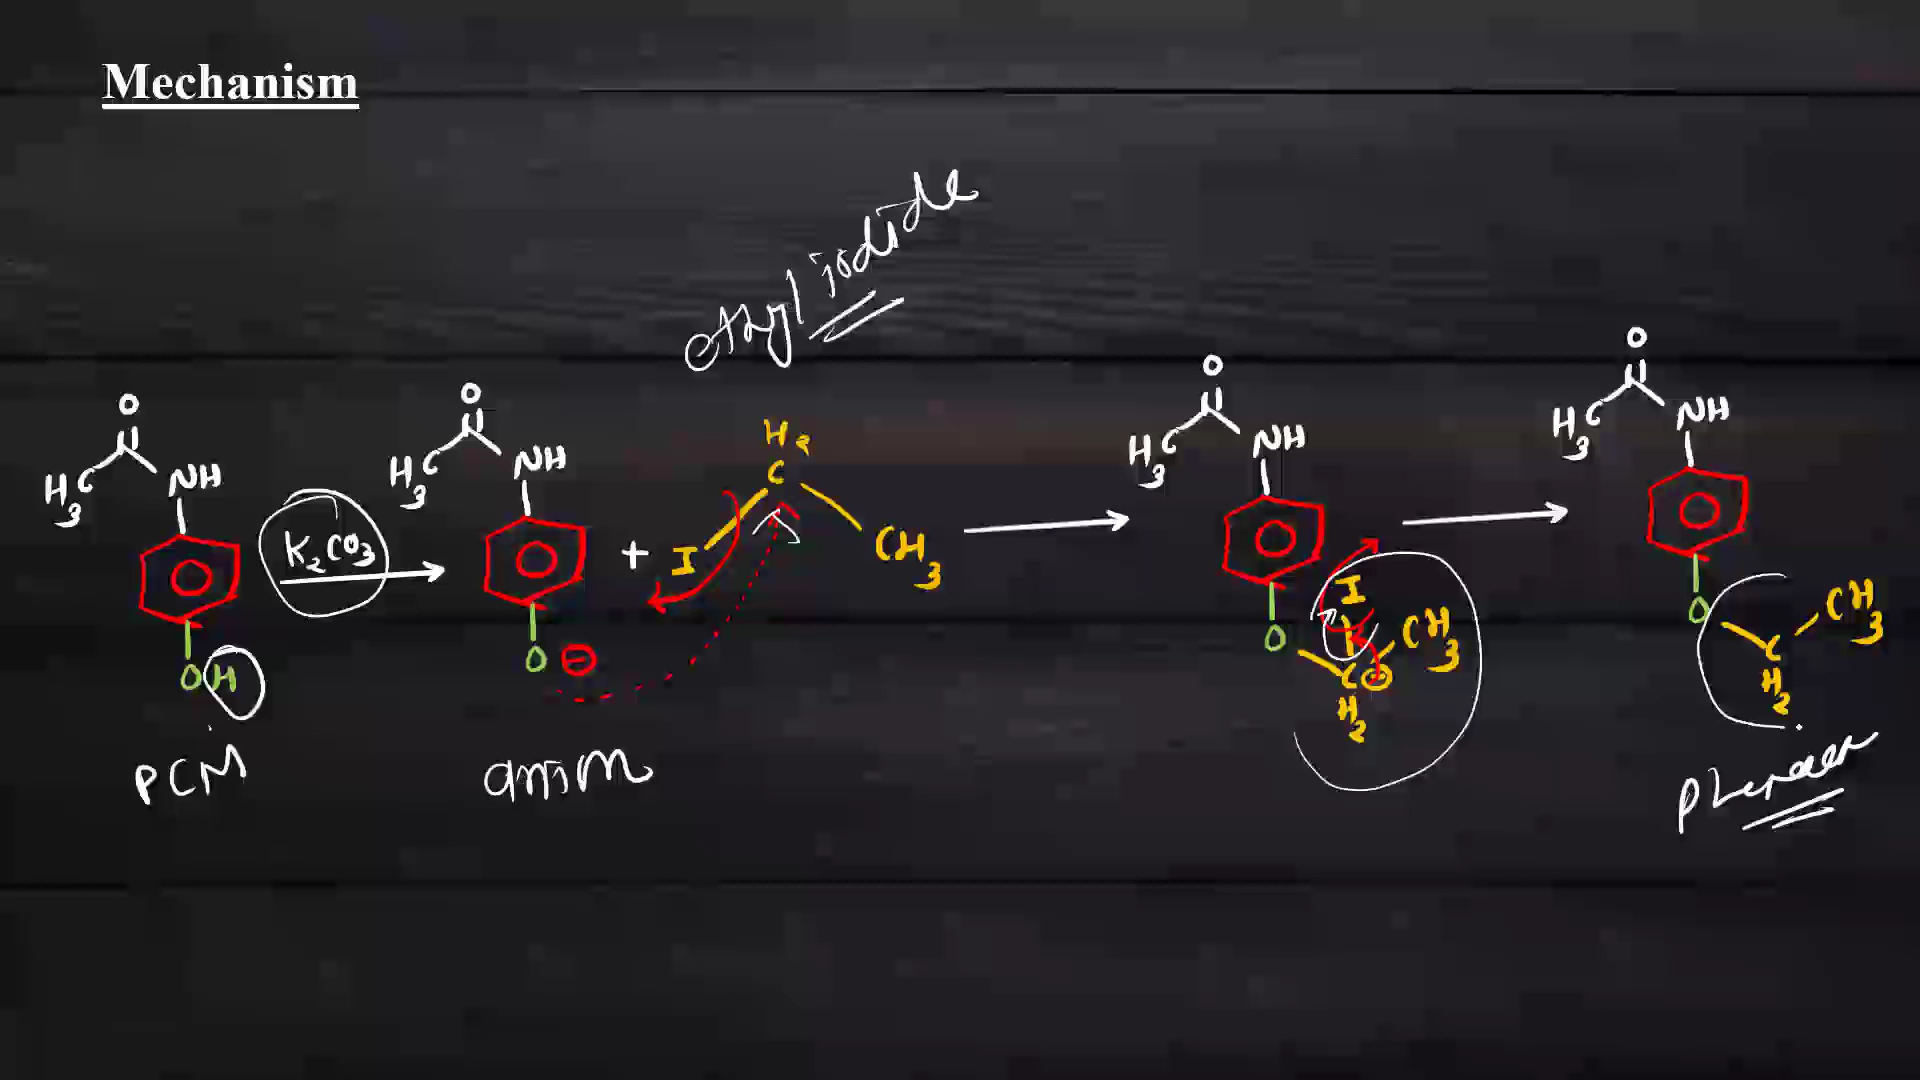 Mechanism
ethyl iodide
O
H3C
NH
OH
PCM
K2CO3
O
H3C
NH
O ⊖
anion
+
H2
C
I
CH3
O
H3C
NH
O
I
CH3
C ⊖
H2
O
H3C
NH
O
CH3
C
H2